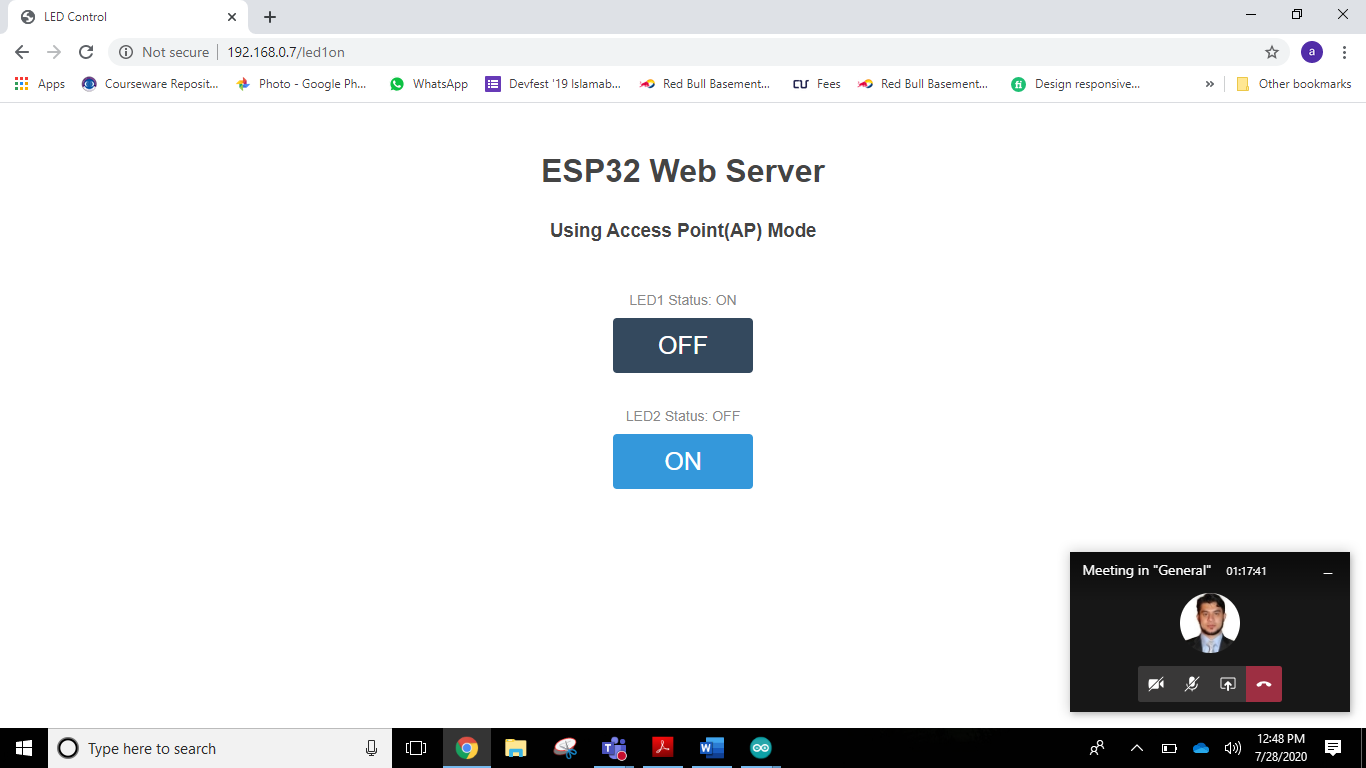 LED Control
Not secure
192.168.0.7/led1on
a
Apps
Courseware Reposit...
Photo - Google Ph...
WhatsApp
Devfest '19 Islamab...
Red Bull Basement...
CU Fees
Red Bull Basement...
fi Design responsive...
»
Other bookmarks
ESP32 Web Server
Using Access Point(AP) Mode
LED1 Status: ON
OFF
LED2 Status: OFF
ON
Meeting in "General" 01:17:41
Type here to search
12:48 PM
7/28/2020